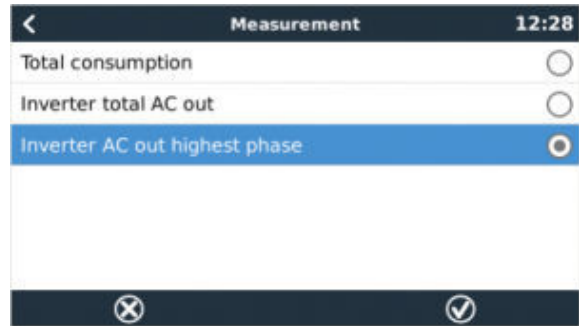 Measurement 12:28
Total consumption
Inverter total AC out
Inverter AC out highest phase